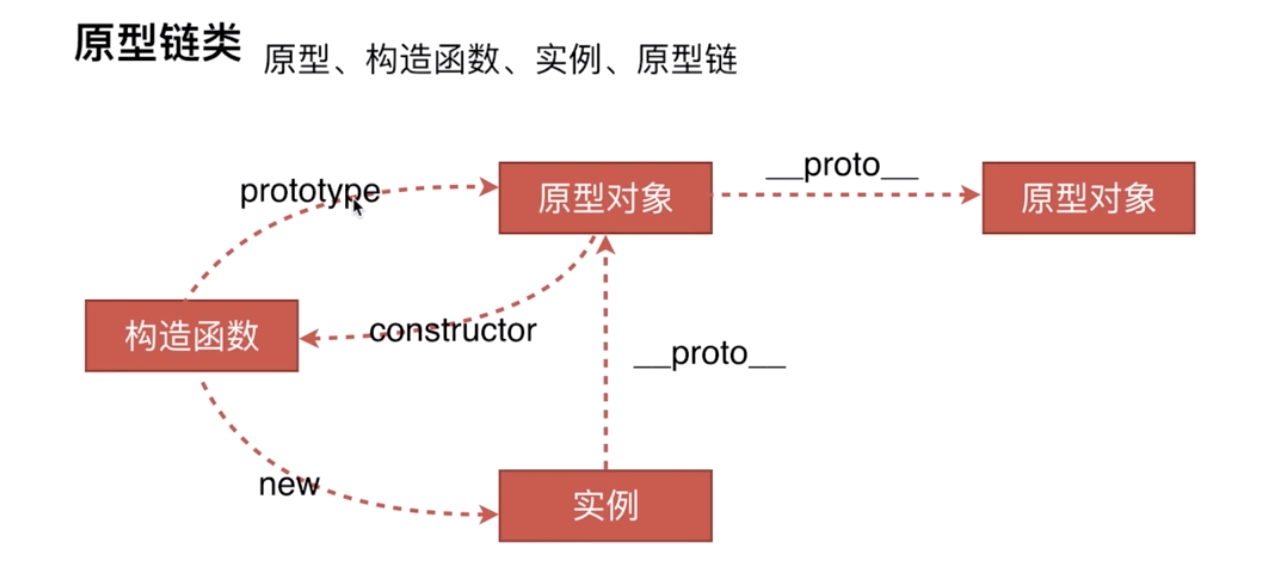 原型链类 原型、构造函数、实例、原型链
__proto__
prototype
原型对象
原型对象
constructor
构造函数
__proto__
new
实例